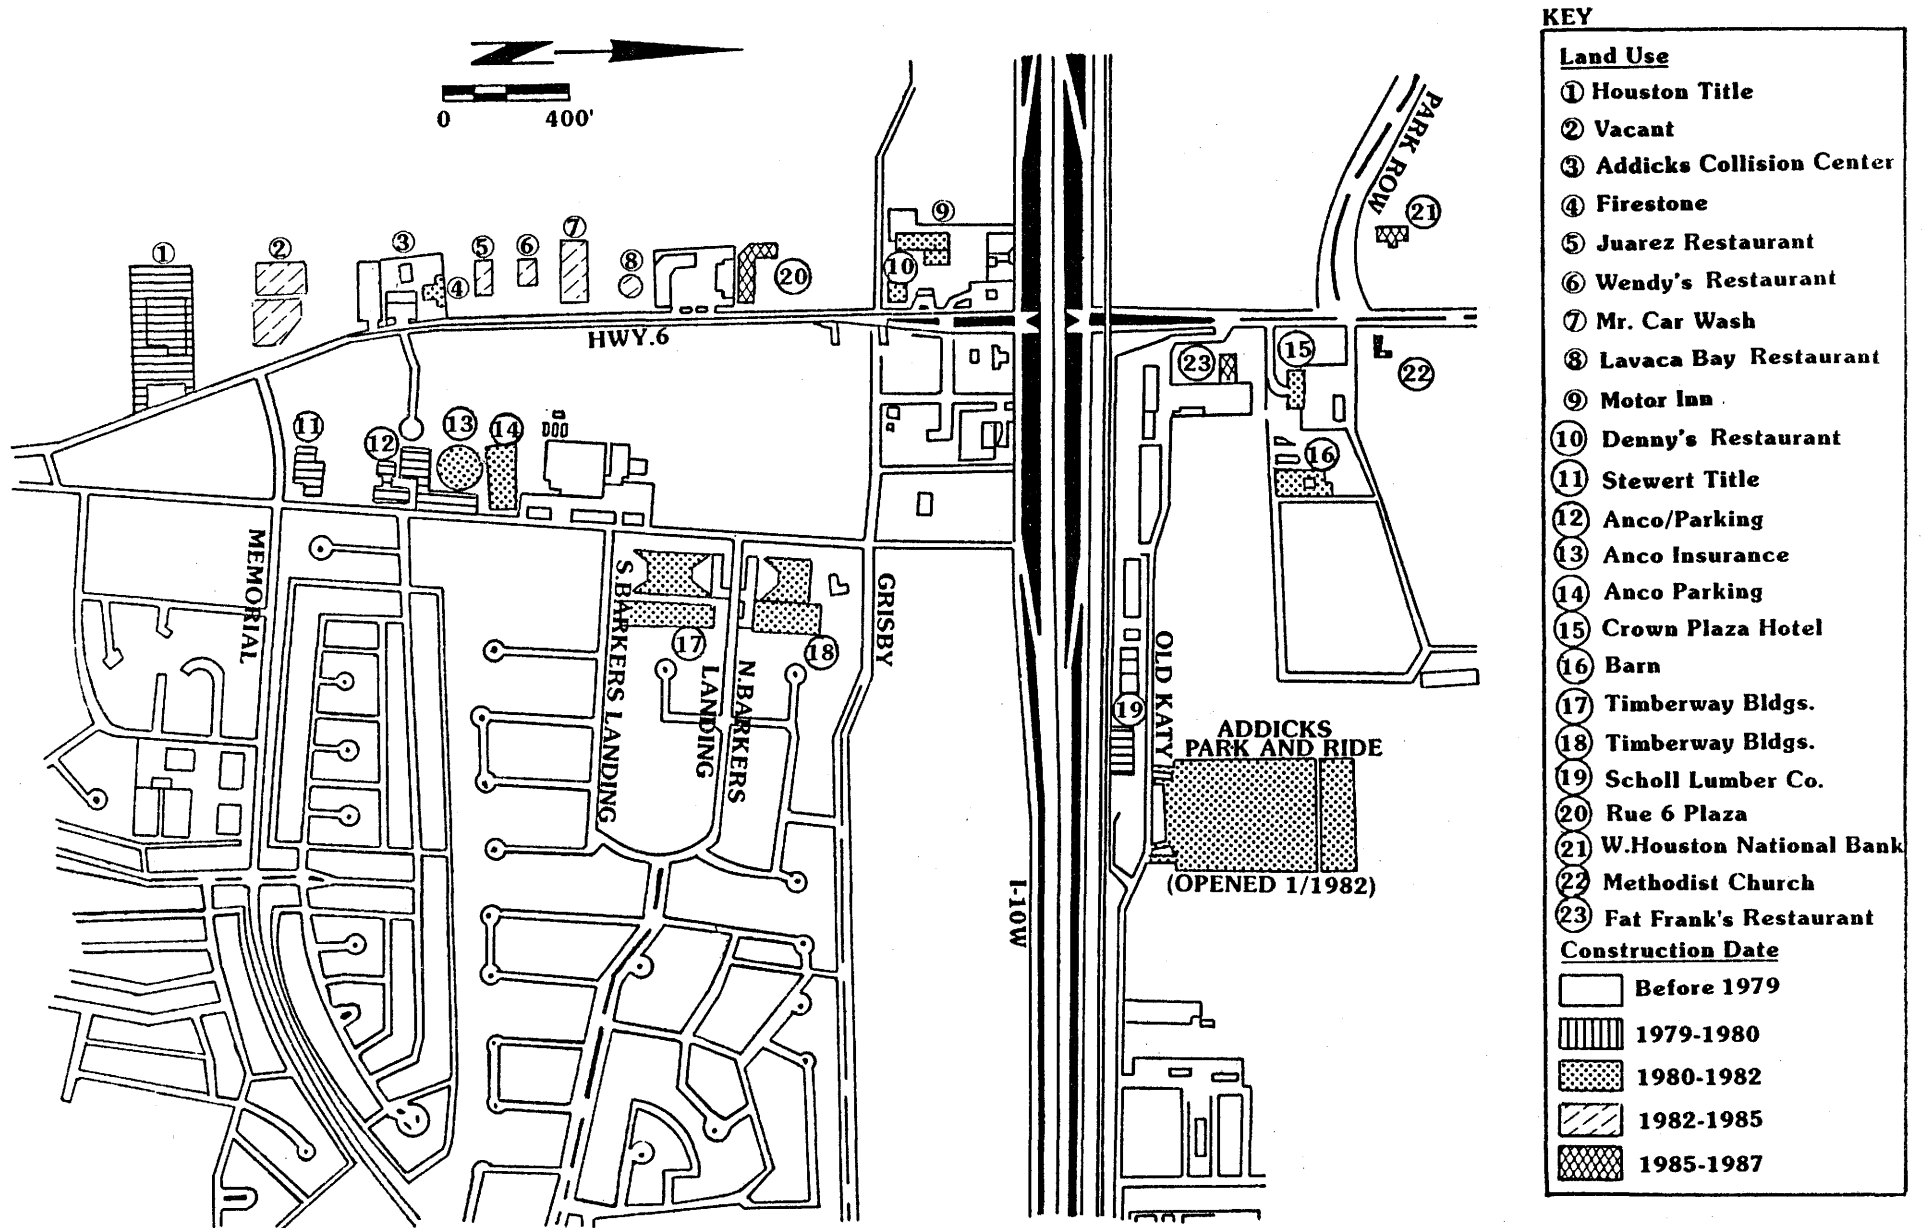 KEY
Land Use
① Houston Title
② Vacant
③ Addicks Collision Center
④ Firestone
⑤ Juarez Restaurant
⑥ Wendy's Restaurant
⑦ Mr. Car Wash
⑧ Lavaca Bay Restaurant
⑨ Motor Inn
⑩ Denny's Restaurant
⑪ Stewert Title
⑫ Anco/Parking
⑬ Anco Insurance
⑭ Anco Parking
⑮ Crown Plaza Hotel
⑯ Barn
⑰ Timberway Bldgs.
⑱ Timberway Bldgs.
⑲ Scholl Lumber Co.
⑳ Rue 6 Plaza
㉑ W.Houston National Bank
㉒ Methodist Church
㉓ Fat Frank's Restaurant
Construction Date
Before 1979
1979-1980
1980-1982
1982-1985
1985-1987
N
0 400'
PARK ROW
㉑
①
②
③
④
⑤
⑥
⑦
⑧
⑳
⑨
⑩
HWY.6
㉓
⑮
㉒
⑪
⑫
⑬
⑭
⑯
MEMORIAL
S.BARKERS LANDING
⑰
N.BARKERS
LANDING
⑱
GRISBY
OLD KATY
⑲
ADDICKS
PARK AND RIDE
(OPENED 1/1982)
I-10W